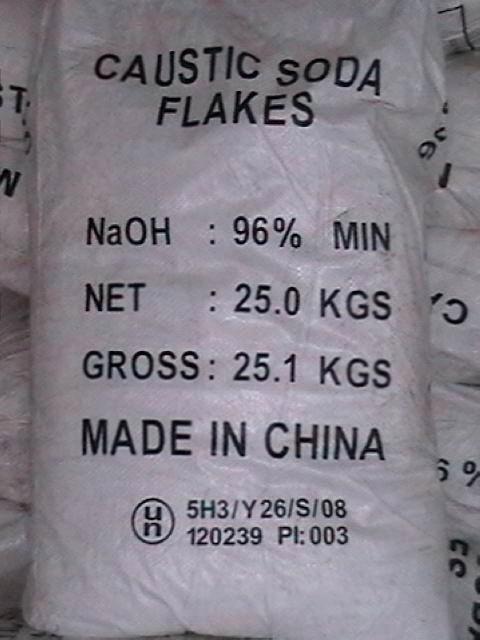 CAUSTIC SODA
FLAKES
NaOH : 96% MIN
NET : 25.0 KGS
GROSS: 25.1 KGS
MADE IN CHINA
un 5H3/Y26/S/08
120239 PI:003